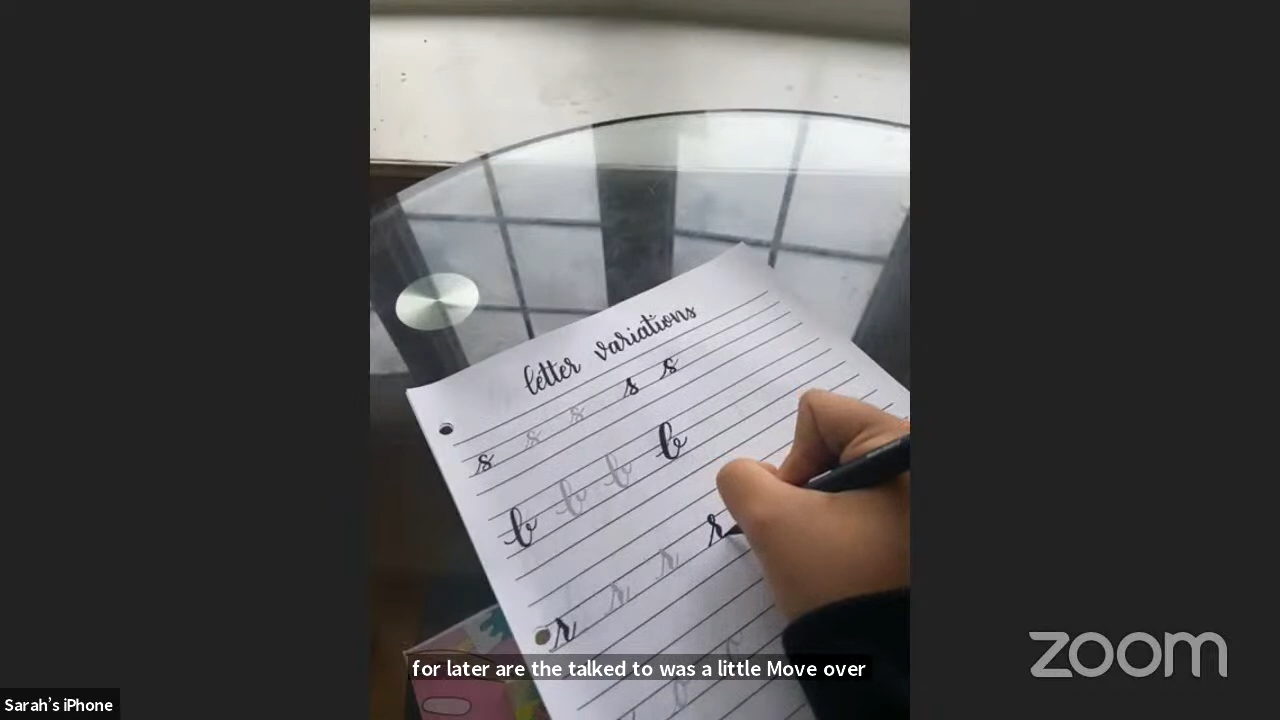 letter variations
s s s s s
b b b b
r r r r
for later are the talked to was a little Move over
zoom
Sarah's iPhone